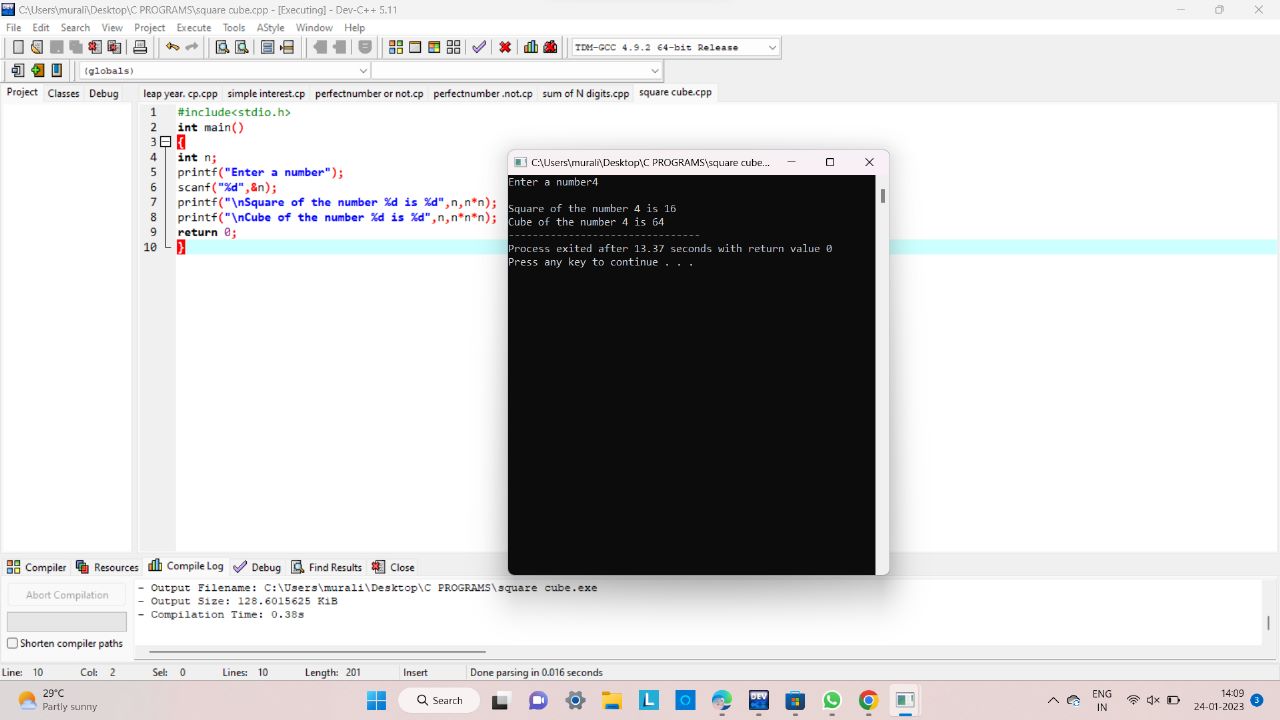 C:\Users\murali\Desktop\C PROGRAMS\square cube.cpp - [Executing] - Dev-C++ 5.11
File Edit Search View Project Execute Tools AStyle Window Help
TDM-GCC 4.9.2 64-bit Release
(globals)
Project Classes Debug
leap year. cp.cpp simple interest.cp perfectnumber or not.cp perfectnumber .not.cp sum of N digits.cpp square cube.cpp
1 #include<stdio.h>
2 int main()
3 {
4 int n;
5 printf("Enter a number");
6 scanf("%d",&n);
7 printf("\nSquare of the number %d is %d",n,n*n);
8 printf("\nCube of the number %d is %d",n,n*n*n);
9 return 0;
10 }
C:\Users\murali\Desktop\C PROGRAMS\square cube...
Enter a number4
Square of the number 4 is 16
Cube of the number 4 is 64
--------------------------------
Process exited after 13.37 seconds with return value 0
Press any key to continue . . .
Compiler Resources Compile Log Debug Find Results Close
Abort Compilation
Shorten compiler paths
- Output Filename: C:\Users\murali\Desktop\C PROGRAMS\square cube.exe
- Output Size: 128.6015625 KiB
- Compilation Time: 0.38s
Line: 10 Col: 2 Sel: 0 Lines: 10 Length: 201 Insert Done parsing in 0.016 seconds
29°C
Partly sunny
Search
DEV
L
ENG
IN
14:09
24-01-2023
3